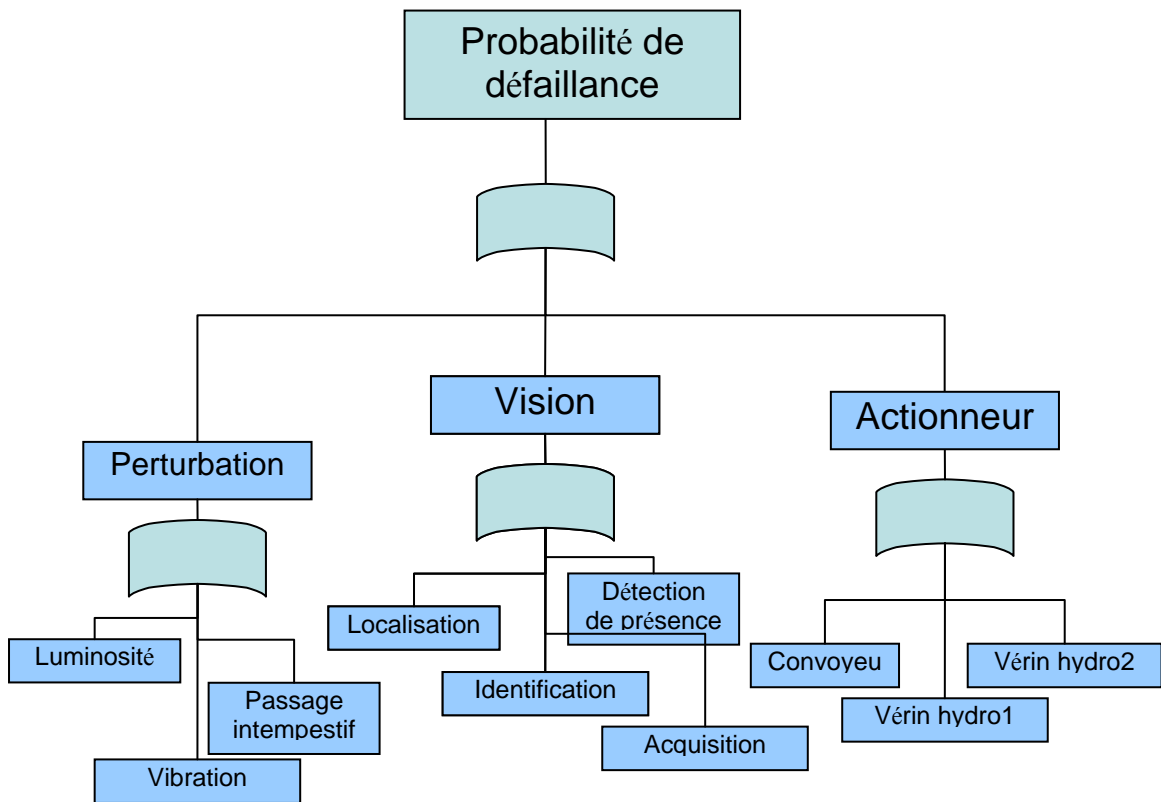 Probabilité de
défaillance
Vision
Actionneur
Perturbation
Localisation
Détection
de présence
Luminosité
Convoyeu
Vérin hydro2
Identification
Passage
intempestif
Vérin hydro1
Acquisition
Vibration